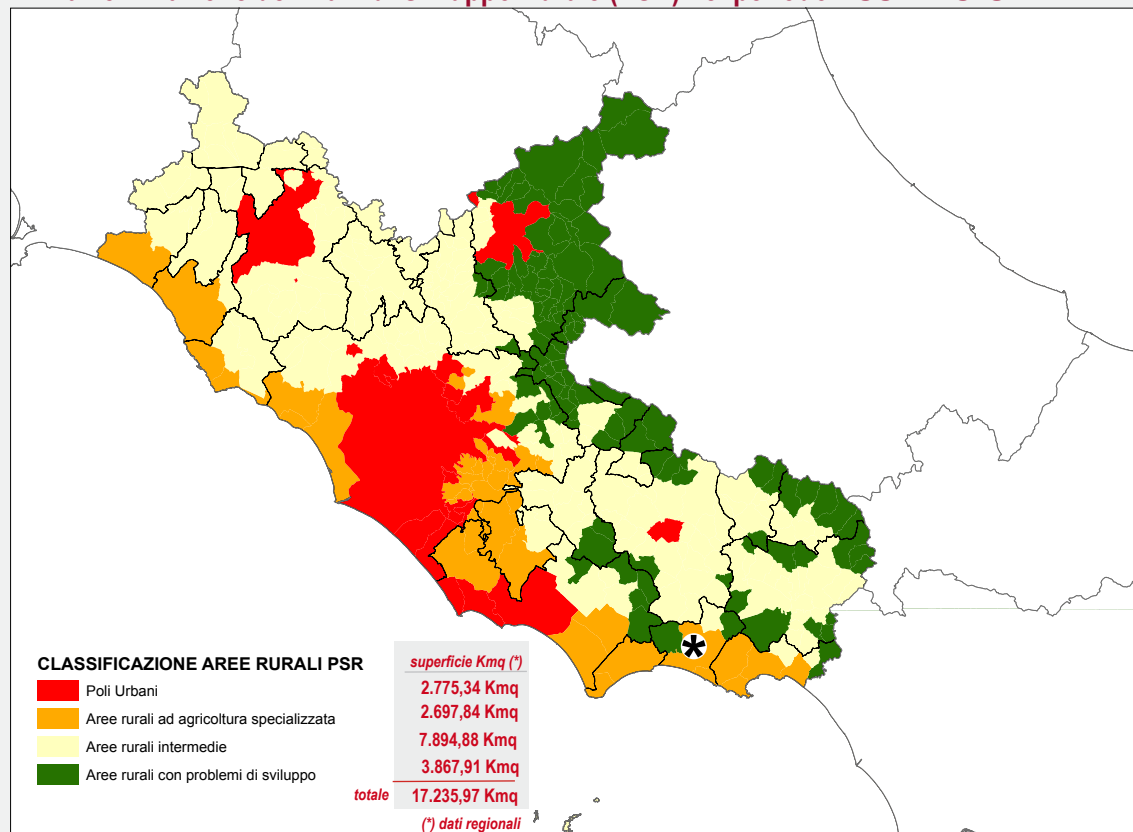 CLASSIFICAZIONE AREE RURALI PSR
superficie Kmq (*)
Poli Urbani
2.775,34 Kmq
Aree rurali ad agricoltura specializzata
2.697,84 Kmq
Aree rurali intermedie
7.894,88 Kmq
Aree rurali con problemi di sviluppo
3.867,91 Kmq
totale 17.235,97 Kmq
(*) dati regionali